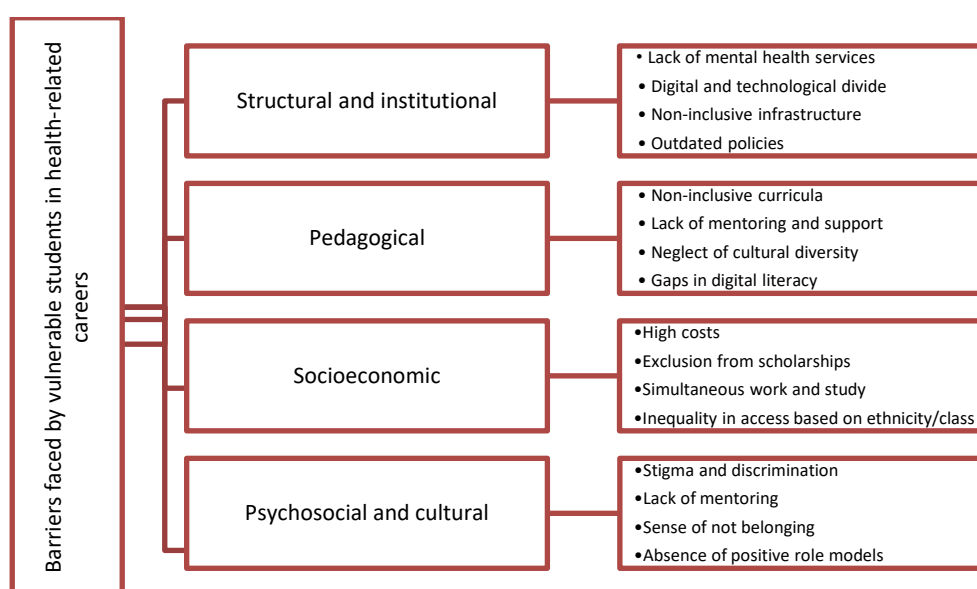 Barriers faced by vulnerable students in health-related
careers
Structural and institutional
• Lack of mental health services
• Digital and technological divide
• Non-inclusive infrastructure
• Outdated policies
Pedagogical
• Non-inclusive curricula
• Lack of mentoring and support
• Neglect of cultural diversity
• Gaps in digital literacy
Socioeconomic
•High costs
•Exclusion from scholarships
•Simultaneous work and study
•Inequality in access based on ethnicity/class
Psychosocial and cultural
•Stigma and discrimination
•Lack of mentoring
•Sense of not belonging
•Absence of positive role models